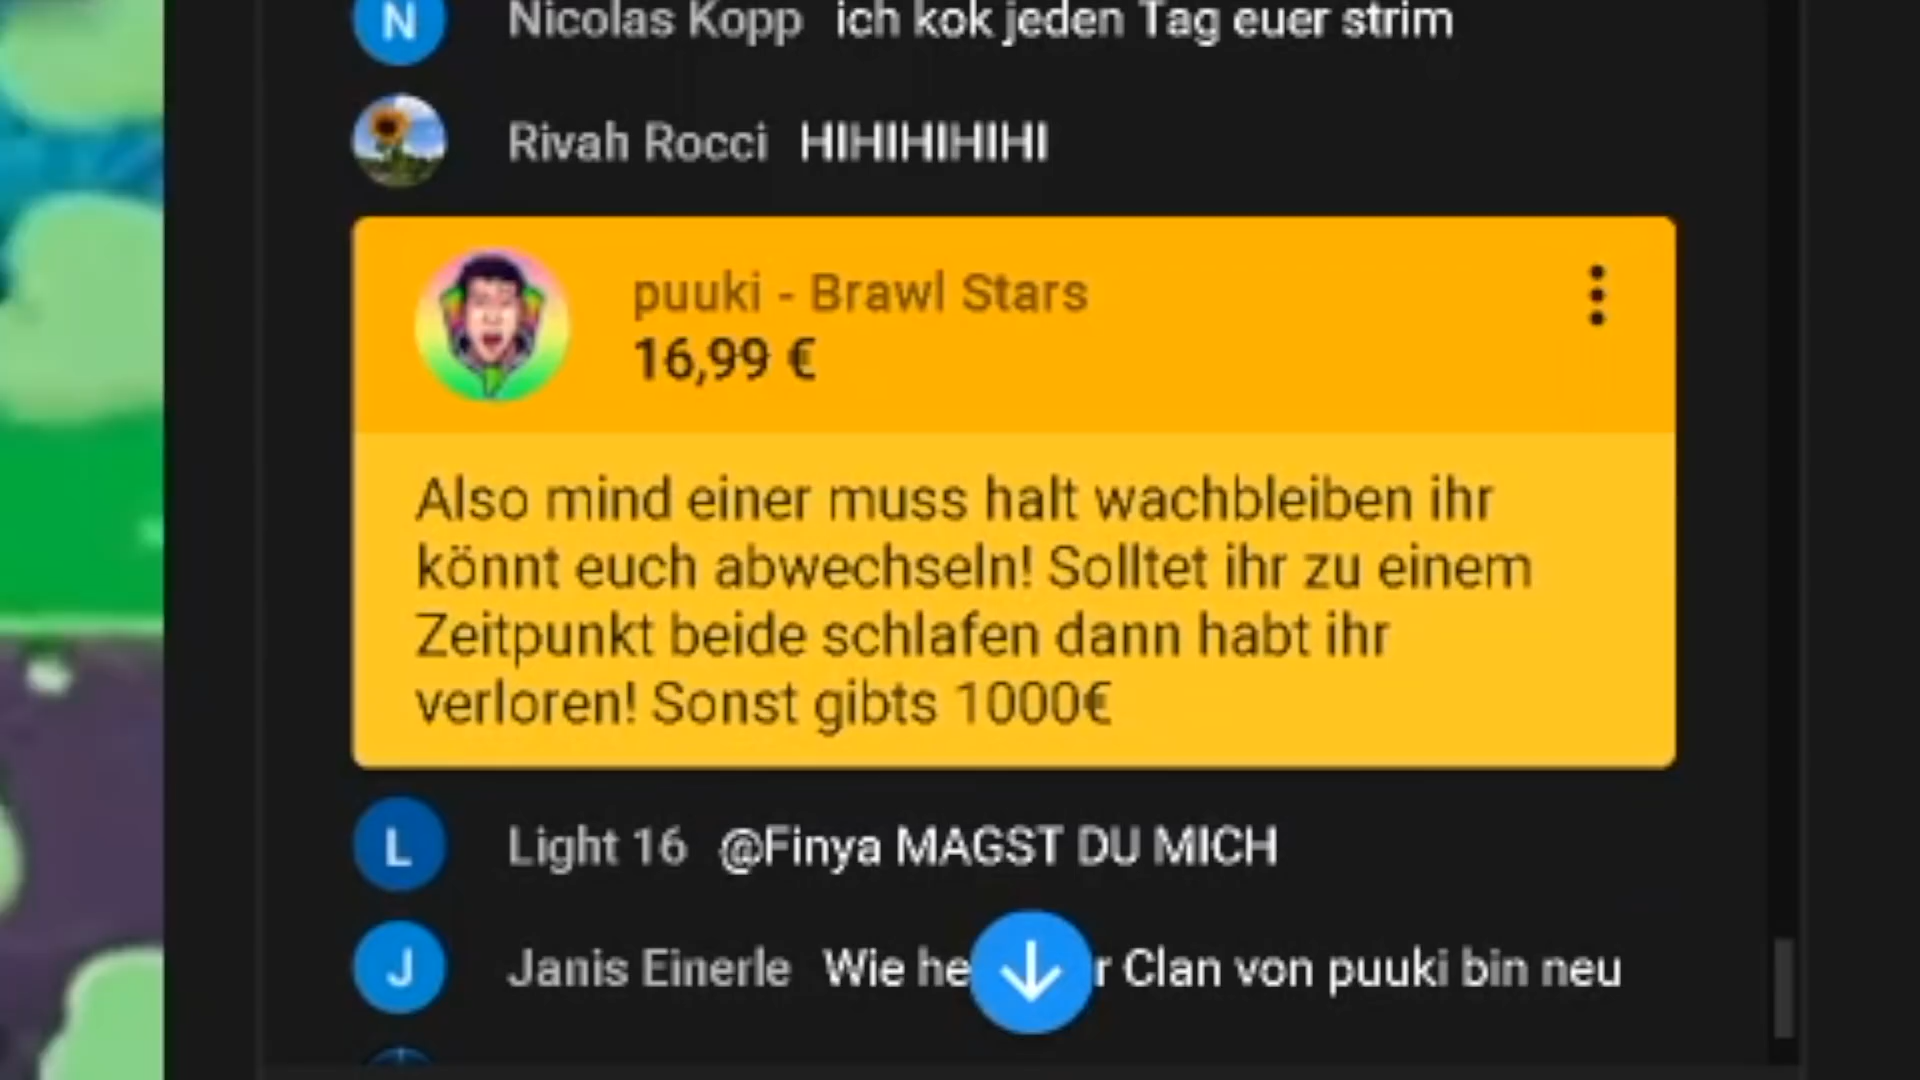 N Nicolas Kopp ich kok jeden Tag euer strim
Rivah Rocci HIHIHIHIHI
puuki - Brawl Stars
16,99 €
Also mind einer muss halt wachbleiben ihr
könnt euch abwechseln! Solltet ihr zu einem
Zeitpunkt beide schlafen dann habt ihr
verloren! Sonst gibts 1000€
L Light 16 @Finya MAGST DU MICH
J Janis Einerle Wie he r Clan von puuki bin neu